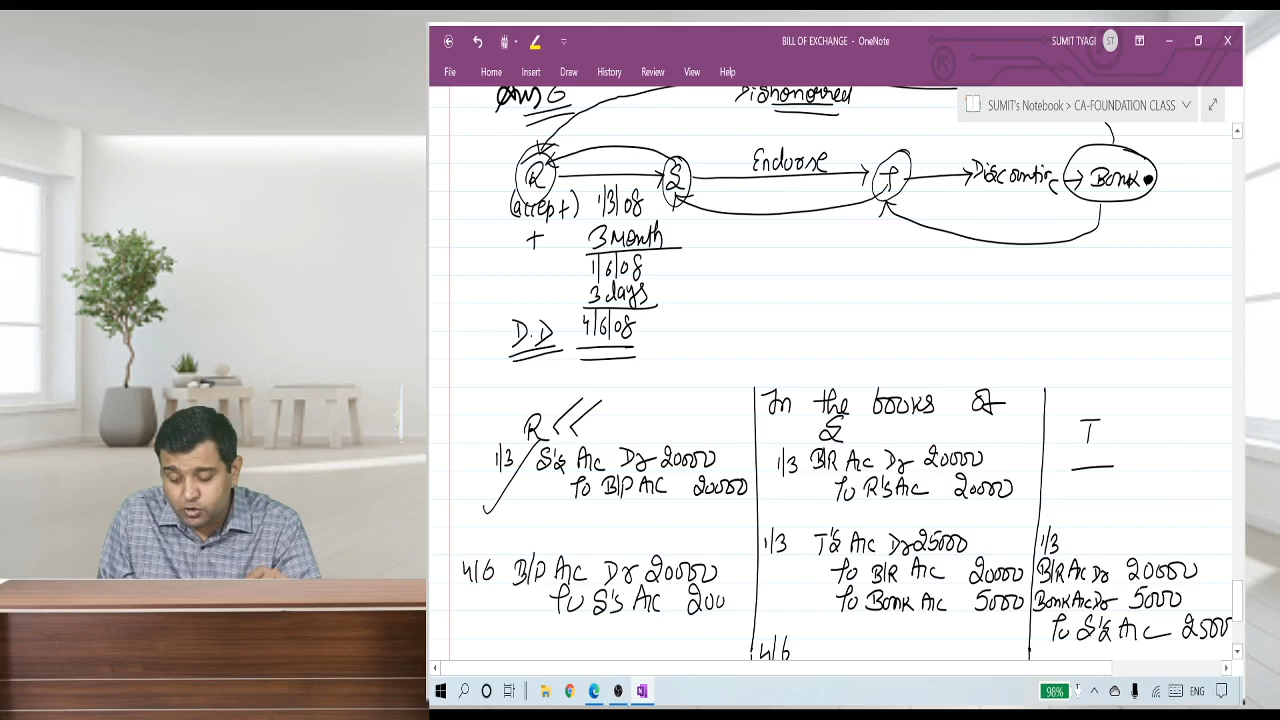 BILL OF EXCHANGE - OneNote
SUMIT TYAGI ST
File Home Insert Draw History Review View Help
Ans 6 Dishonoured
SUMIT's Notebook > CA-FOUNDATION CLASS
R S Endorse T Discounting Bank
(accept) 1/3/08
+ 3 Month
1/6/08
3 days
D.D 4/6/08
In the books of
R S T
1/3 S's A/c Dr 20000
To B/P A/c 20000
1/3 B/R A/c Dr 20000
To R's A/c 20000
1/3 T's A/c Dr 25000
To B/R A/c 20000
To Bank A/c 5000
1/3
B/R A/c Dr 20000
Bank A/c Dr 5000
To S's A/c 2500
4/6 B/P A/c Dr 20000
To S's A/c 200
4/6
98% ENG